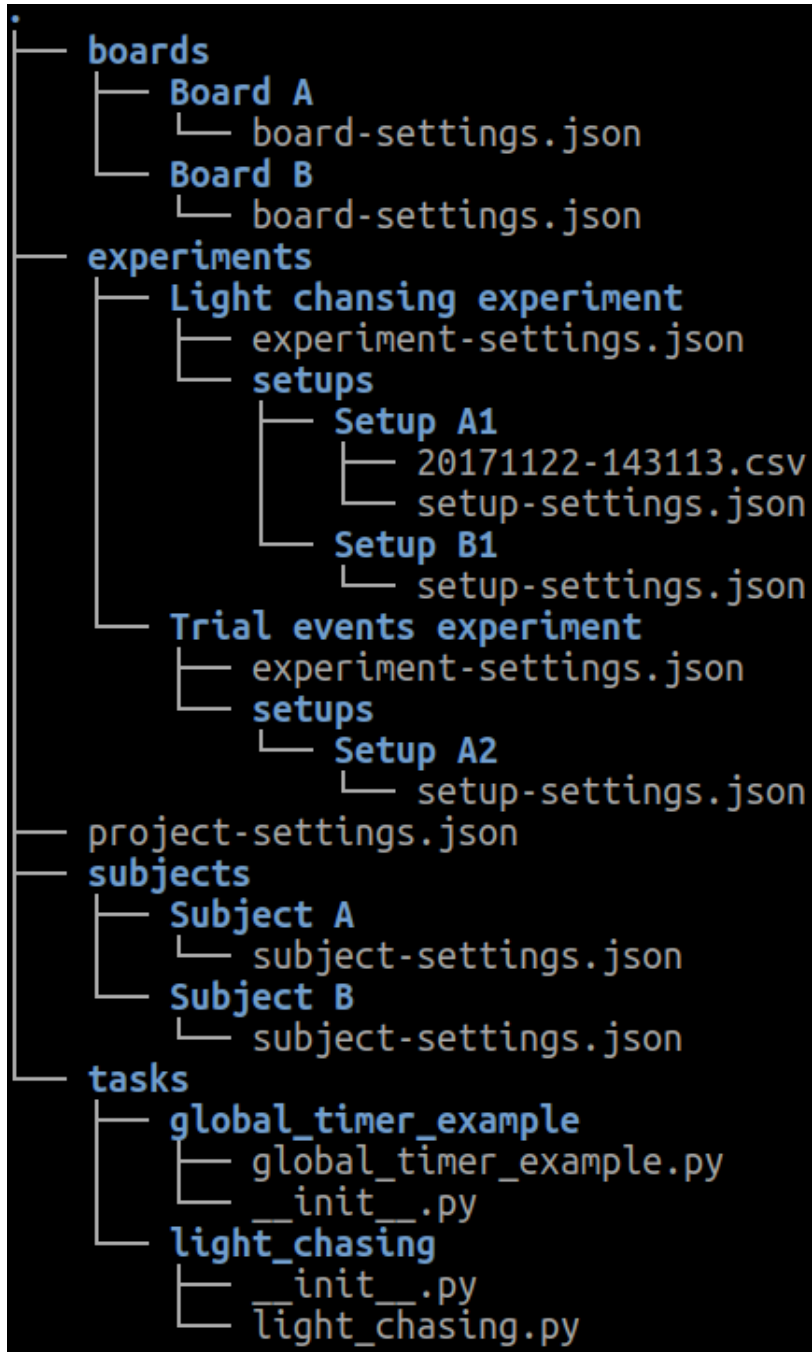 .
boards
Board A
board-settings.json
Board B
board-settings.json
experiments
Light chansing experiment
experiment-settings.json
setups
Setup A1
20171122-143113.csv
setup-settings.json
Setup B1
setup-settings.json
Trial events experiment
experiment-settings.json
setups
Setup A2
setup-settings.json
project-settings.json
subjects
Subject A
subject-settings.json
Subject B
subject-settings.json
tasks
global_timer_example
global_timer_example.py
__init__.py
light_chasing
__init__.py
light_chasing.py